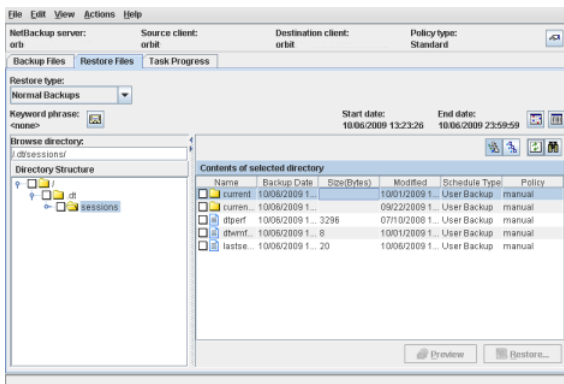 File Edit View Actions Help
NetBackup server: Source client: Destination client: Policy type:
orb orbit orbit Standard
Backup Files Restore Files Task Progress
Restore type:
Normal Backups
Keyword phrase: Start date: End date:
<none> 10/06/2009 13:23:26 10/06/2009 23:59:59
Browse directory:
/.dt/sessions/
Directory Structure Contents of selected directory
Name Backup Date Size(Bytes) Modified Schedule Type Policy
/ current 10/06/2009 1... 10/01/2009 1... User Backup manual
.dt curren... 10/06/2009 1... 09/22/2009 1... User Backup manual
sessions dtperf 10/06/2009 1... 3296 07/10/2008 1... User Backup manual
dtwmf... 10/06/2009 1... 8 10/01/2009 1... User Backup manual
lastse... 10/06/2009 1... 20 10/06/2009 1... User Backup manual
Preview Restore...